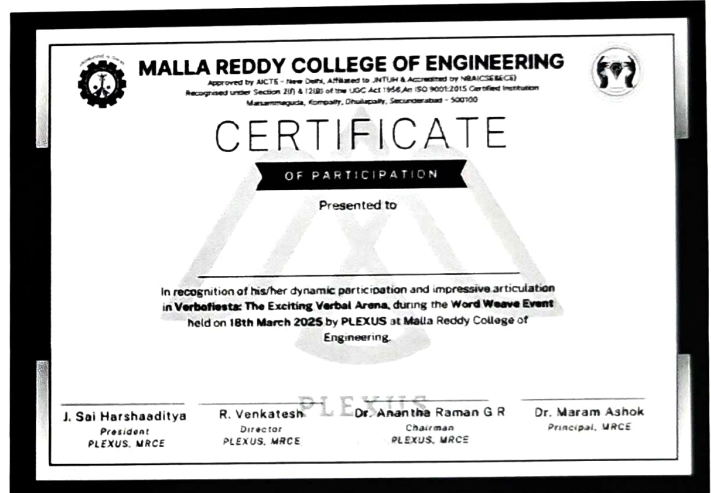 MALLA REDDY COLLEGE OF ENGINEERING
Approved by AICTE - New Delhi, Affiliated to JNTUH & Accredited by NBA(CSE&ECE)
Recognised under Section 2(f) & 12(B) of the UGC Act 1956, An ISO 9001:2015 Certified Institution
Maisammaguda, Kompally, Dhulapally, Secunderabad - 500100
CERTIFICATE
OF PARTICIPATION
Presented to
In recognition of his/her dynamic participation and impressive articulation
in Verbofiesta: The Exciting Verbal Arena, during the Word Weave Event
held on 18th March 2025 by PLEXUS at Malla Reddy College of
Engineering.
PLEXUS
J. Sai Harshaaditya
President
PLEXUS, MRCE
R. Venkatesh
Director
PLEXUS, MRCE
Dr. Anantha Raman G R
Chairman
PLEXUS, MRCE
Dr. Maram Ashok
Principal, MRCE